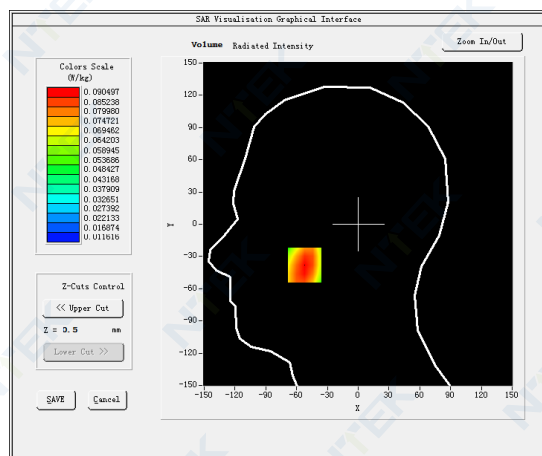 SAR Visualisation Graphical Interface
Volume Radiated Intensity
Zoom In/Out
Colors Scale
(W/kg)
0.090497
0.085238
0.079980
0.074721
0.069462
0.064203
0.058945
0.053686
0.048427
0.043168
0.037909
0.032651
0.027392
0.022133
0.016874
0.011616
Z-Cuts Control
<< Upper Cut
Z = 3.5 mm
Lower Cut >>
SAVE
Cancel
150
120
90
60
30
0
-30
-60
-90
-120
-150
Y
-150 -120 -90 -60 -30 0 30 60 90 120 150
X
NTEK